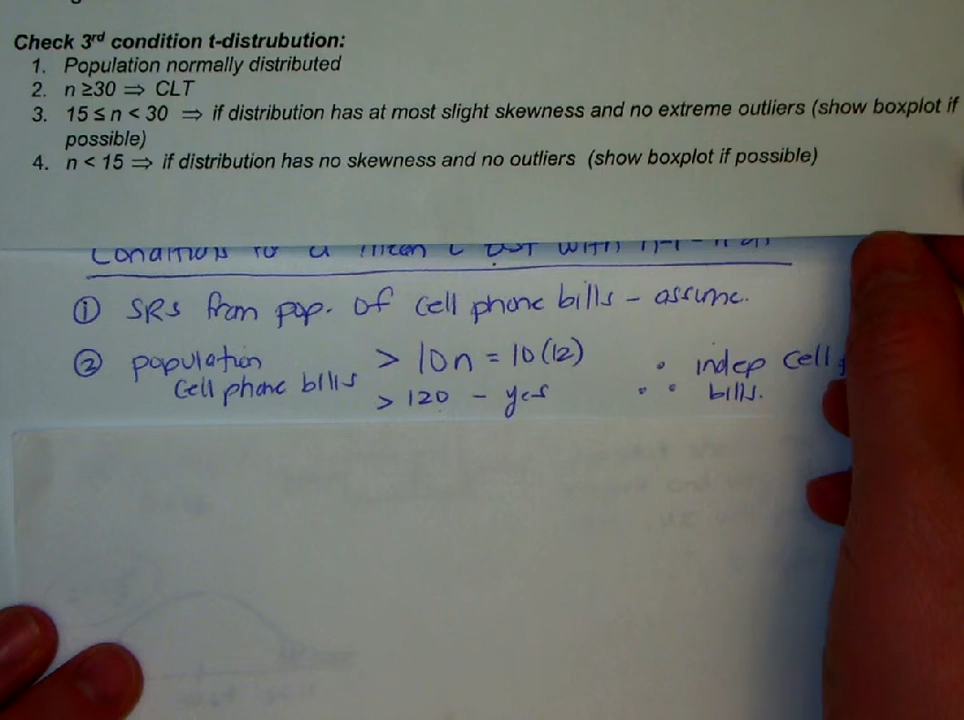 Check 3rd condition t-distrubution:
1. Population normally distributed
2. n ≥30 ⇒ CLT
3. 15 ≤ n < 30 ⇒ if distribution has at most slight skewness and no extreme outliers (show boxplot if
possible)
4. n < 15 ⇒ if distribution has no skewness and no outliers (show boxplot if possible)
① SRS from pop. of cell phone bills - assume.
② population > 10n = 10(12) ∴ indep cell
cell phone bills > 120 - yes bills.